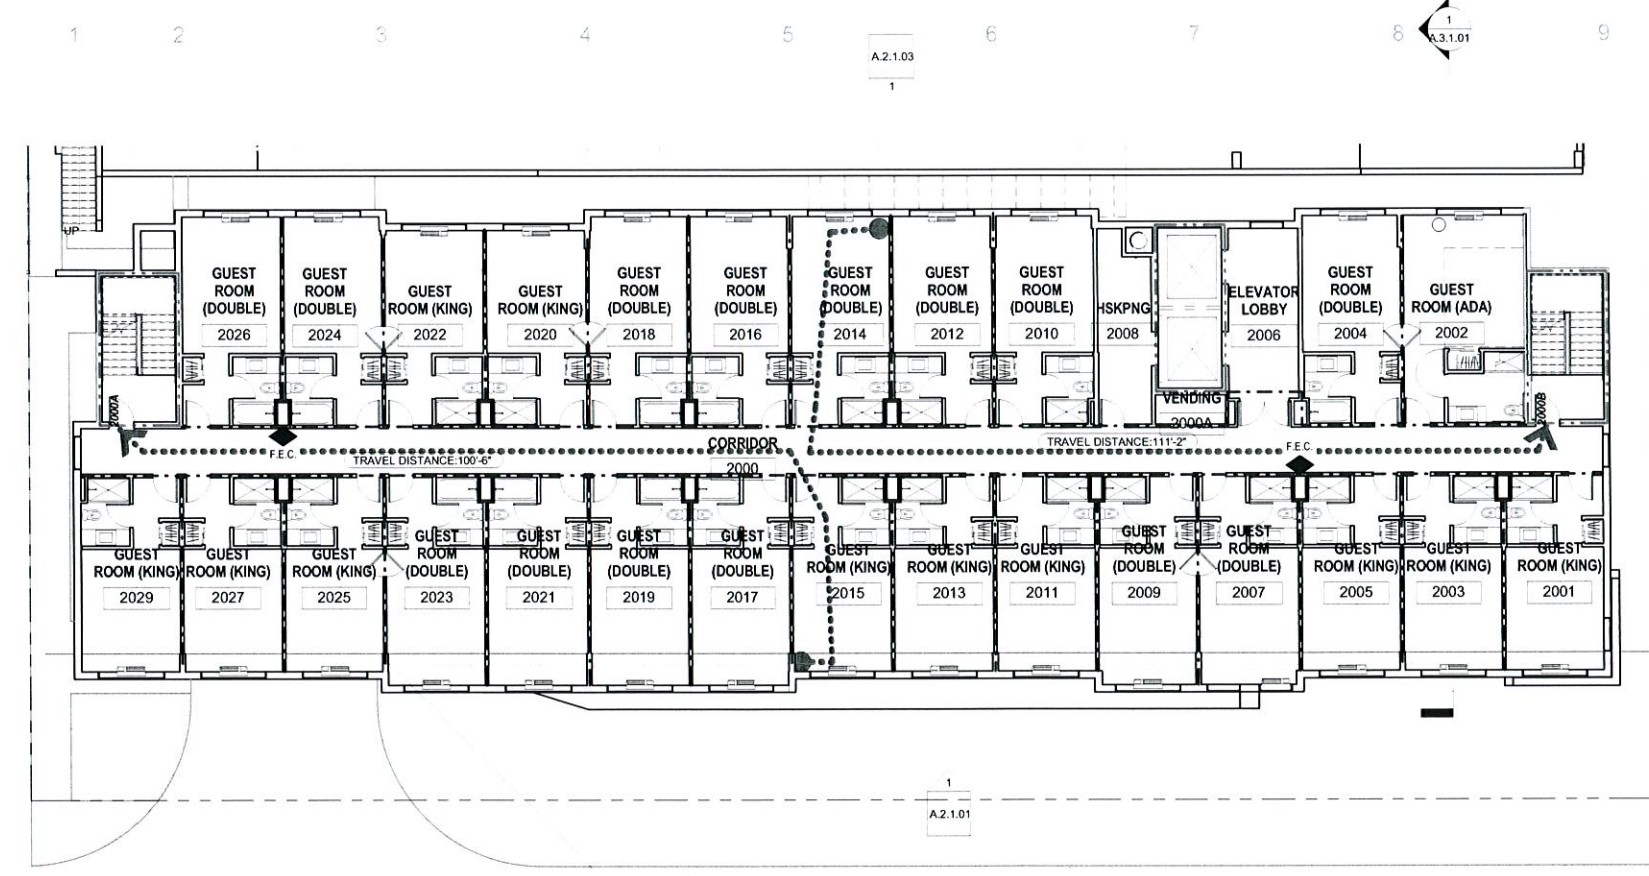 1 2 3 4 5 6 7 8 9
1
A.3.1.01
A.2.1.03
1
UP
GUEST
ROOM
(DOUBLE)
2026
GUEST
ROOM
(DOUBLE)
2024
GUEST
ROOM (KING)
2022
GUEST
ROOM (KING)
2020
GUEST
ROOM
(DOUBLE)
2018
GUEST
ROOM
(DOUBLE)
2016
GUEST
ROOM
(DOUBLE)
2014
GUEST
ROOM
(DOUBLE)
2012
GUEST
ROOM
(DOUBLE)
2010
HSKPNG
2008
ELEVATOR
LOBBY
2006
GUEST
ROOM
(DOUBLE)
2004
GUEST
ROOM (ADA)
2002
VENDING
2000A
2000A
2000B
F.E.C.
TRAVEL DISTANCE:100'-6"
CORRIDOR
2000
TRAVEL DISTANCE:111'-2"
F.E.C.
GUEST
ROOM (KING)
2029
GUEST
ROOM (KING)
2027
GUEST
ROOM (KING)
2025
GUEST
ROOM
(DOUBLE)
2023
GUEST
ROOM
(DOUBLE)
2021
GUEST
ROOM
(DOUBLE)
2019
GUEST
ROOM
(DOUBLE)
2017
GUEST
ROOM (KING)
2015
GUEST
ROOM (KING)
2013
GUEST
ROOM (KING)
2011
GUEST
ROOM
(DOUBLE)
2009
GUEST
ROOM
(DOUBLE)
2007
GUEST
ROOM (KING)
2005
GUEST
ROOM (KING)
2003
GUEST
ROOM (KING)
2001
1
A.2.1.01